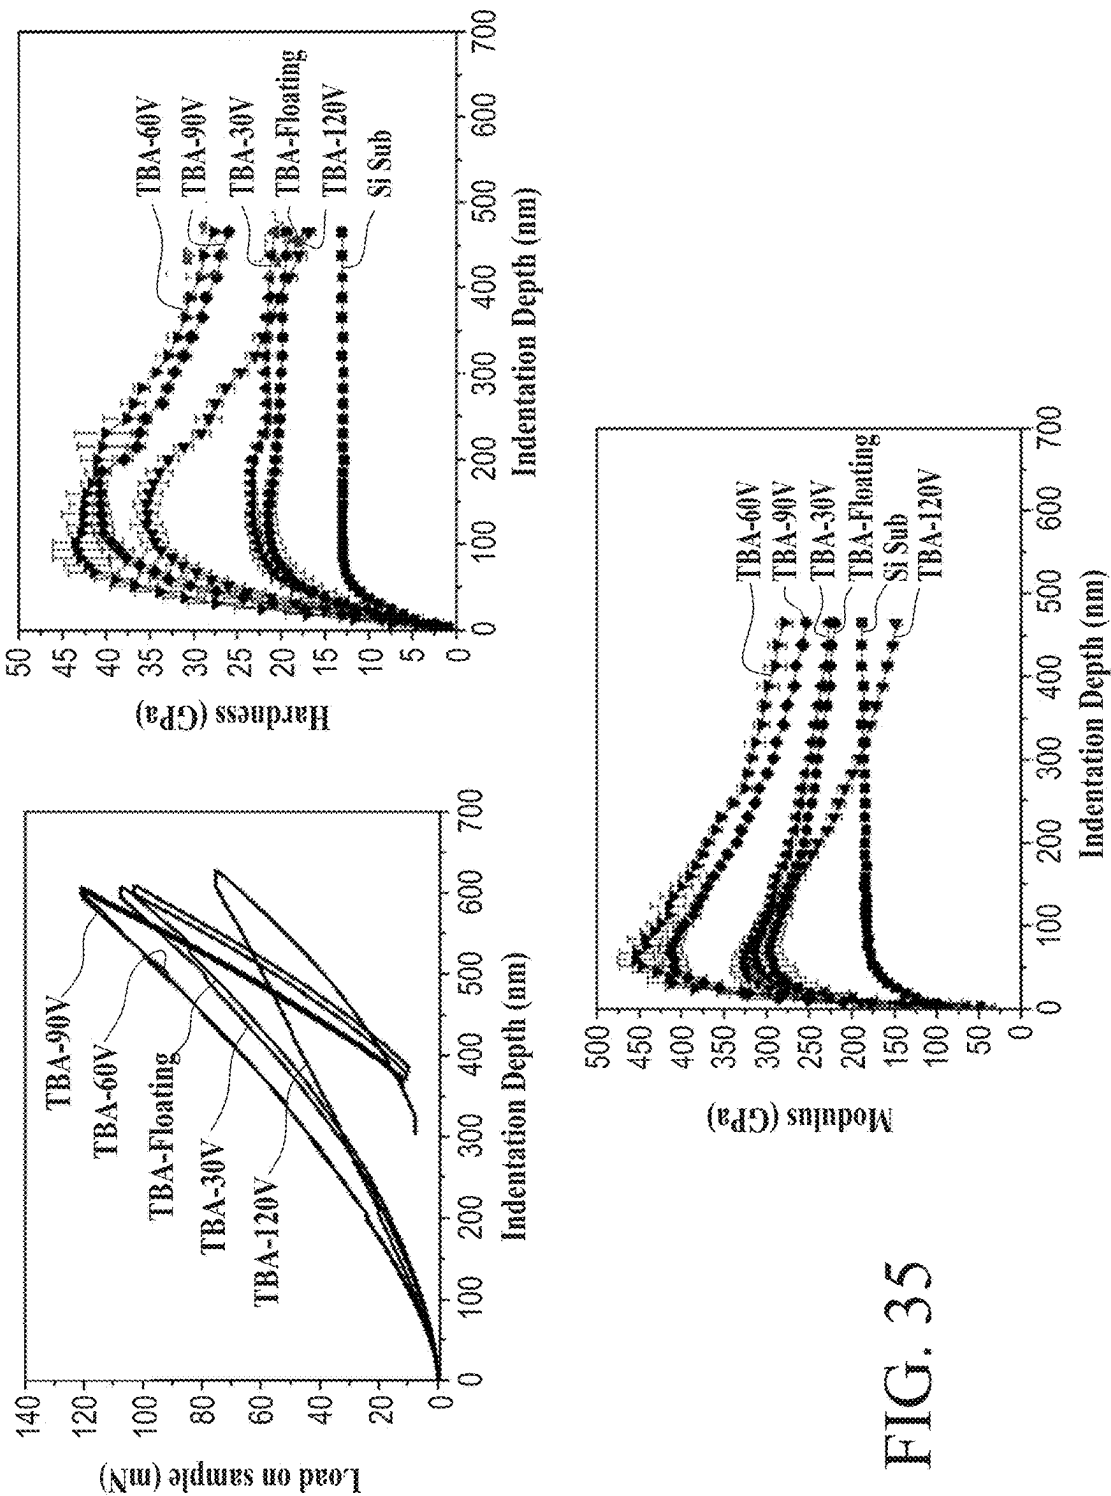 Load on sample (mN)
140
120
100
80
60
40
20
0
TBA-90V
TBA-60V
TBA-Floating
TBA-30V
TBA-120V
0
100
200
300
400
500
600
700
Indentation Depth (nm)
Hardness (GPa)
50
45
40
35
30
25
20
15
10
5
0
TBA-60V
TBA-90V
TBA-30V
TBA-Floating
TBA-120V
Si Sub
0
100
200
300
400
500
600
700
Indentation Depth (nm)
Modulus (GPa)
500
450
400
350
300
250
200
150
100
50
0
TBA-60V
TBA-90V
TBA-30V
TBA-Floating
Si Sub
TBA-120V
0
100
200
300
400
500
600
700
Indentation Depth (nm)
FIG. 35